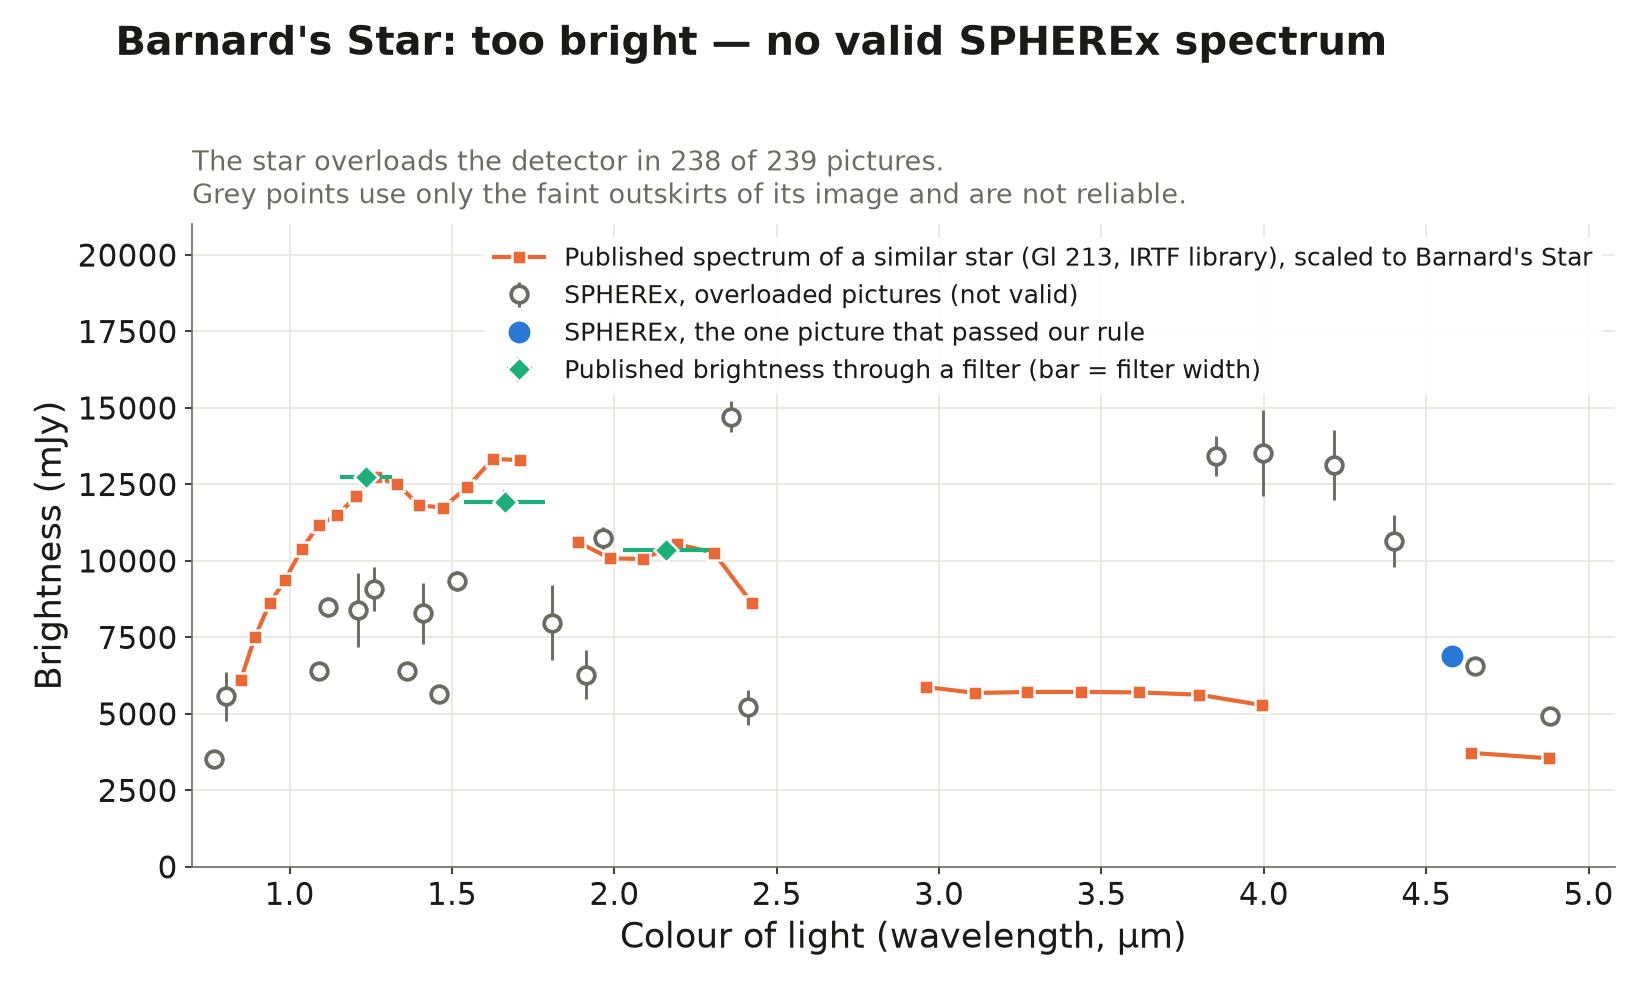 Barnard's Star: too bright — no valid SPHEREx spectrum
The star overloads the detector in 238 of 239 pictures.
Grey points use only the faint outskirts of its image and are not reliable.
Published spectrum of a similar star (Gl 213, IRTF library), scaled to Barnard's Star
SPHEREx, overloaded pictures (not valid)
SPHEREx, the one picture that passed our rule
Published brightness through a filter (bar = filter width)
Brightness (mJy)
20000
17500
15000
12500
10000
7500
5000
2500
0
1.0 1.5 2.0 2.5 3.0 3.5 4.0 4.5 5.0
Colour of light (wavelength, µm)